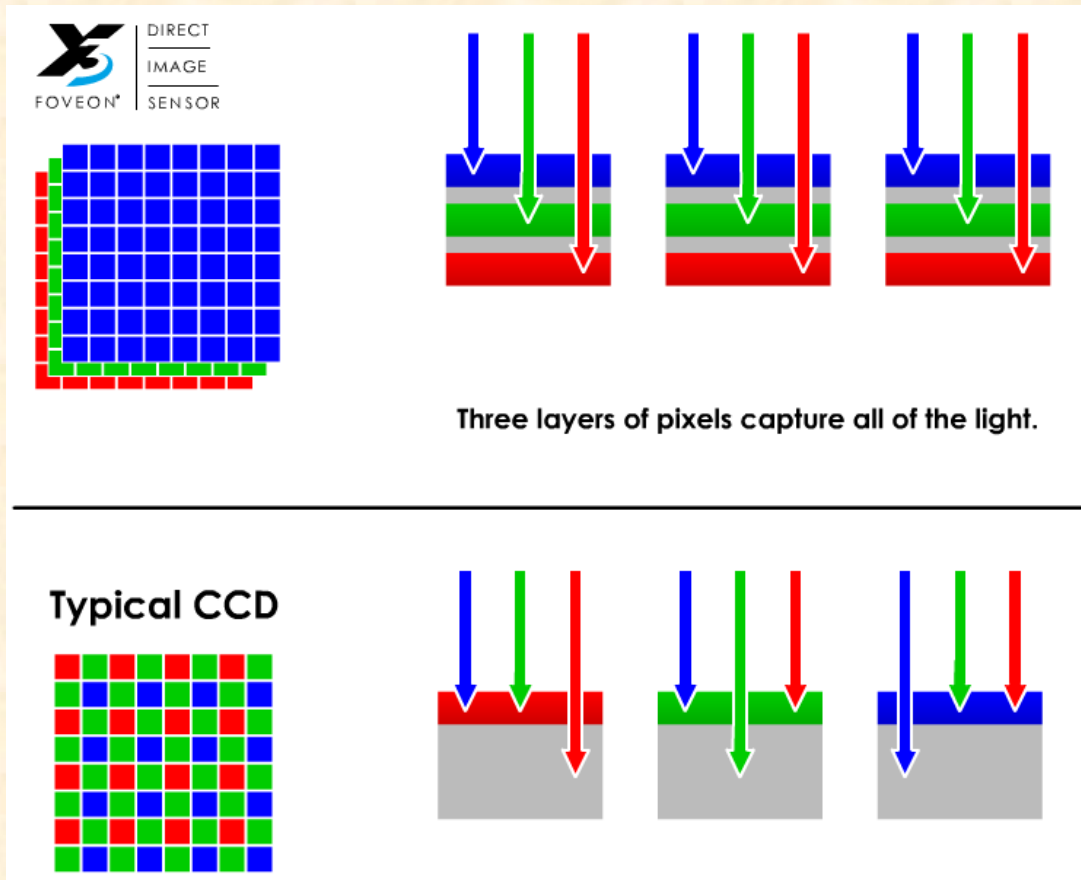 X3
FOVEON®
DIRECT
IMAGE
SENSOR
Three layers of pixels capture all of the light.
Typical CCD